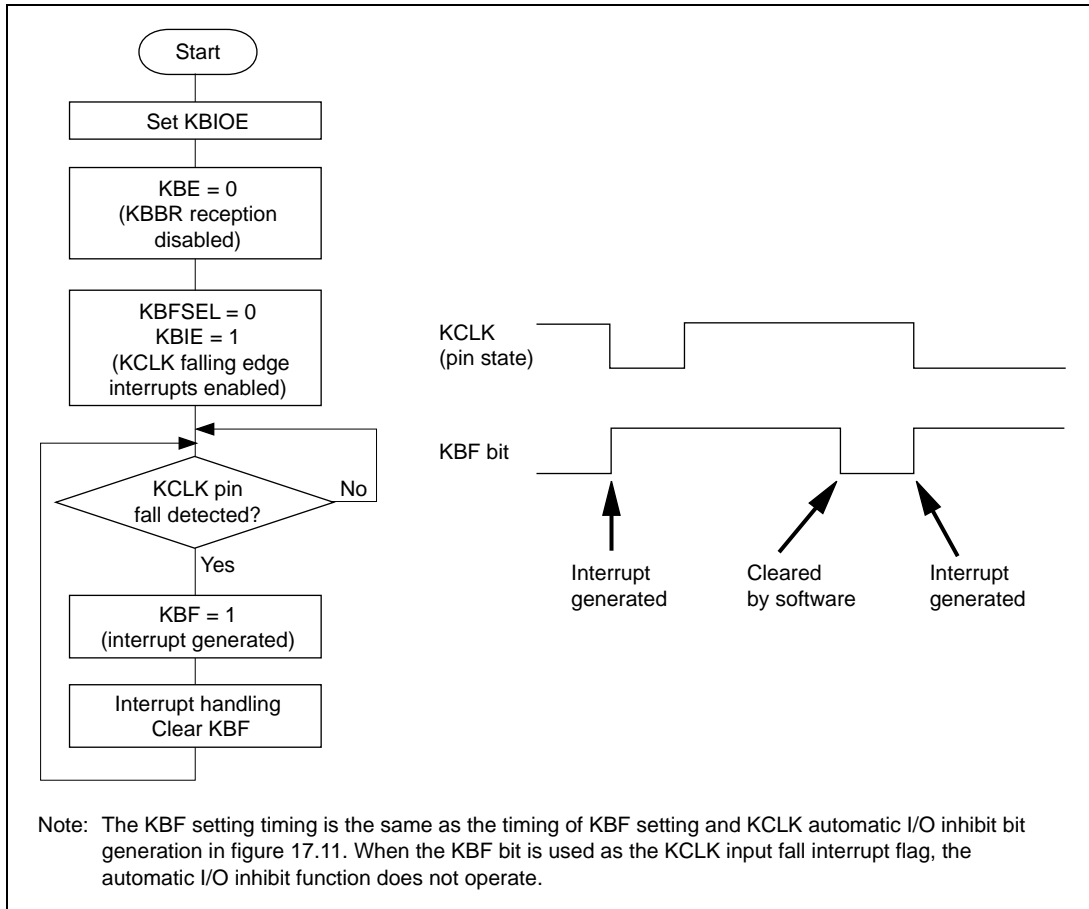 Start
Set KBIOE
KBE = 0
(KBBR reception
disabled)
KBFSEL = 0
KBIE = 1
(KCLK falling edge
interrupts enabled)
KCLK pin
fall detected?
No
Yes
KBF = 1
(interrupt generated)
Interrupt handling
Clear KBF
KCLK
(pin state)
KBF bit
Interrupt
generated
Cleared
by software
Interrupt
generated
Note: The KBF setting timing is the same as the timing of KBF setting and KCLK automatic I/O inhibit bit
generation in figure 17.11. When the KBF bit is used as the KCLK input fall interrupt flag, the
automatic I/O inhibit function does not operate.